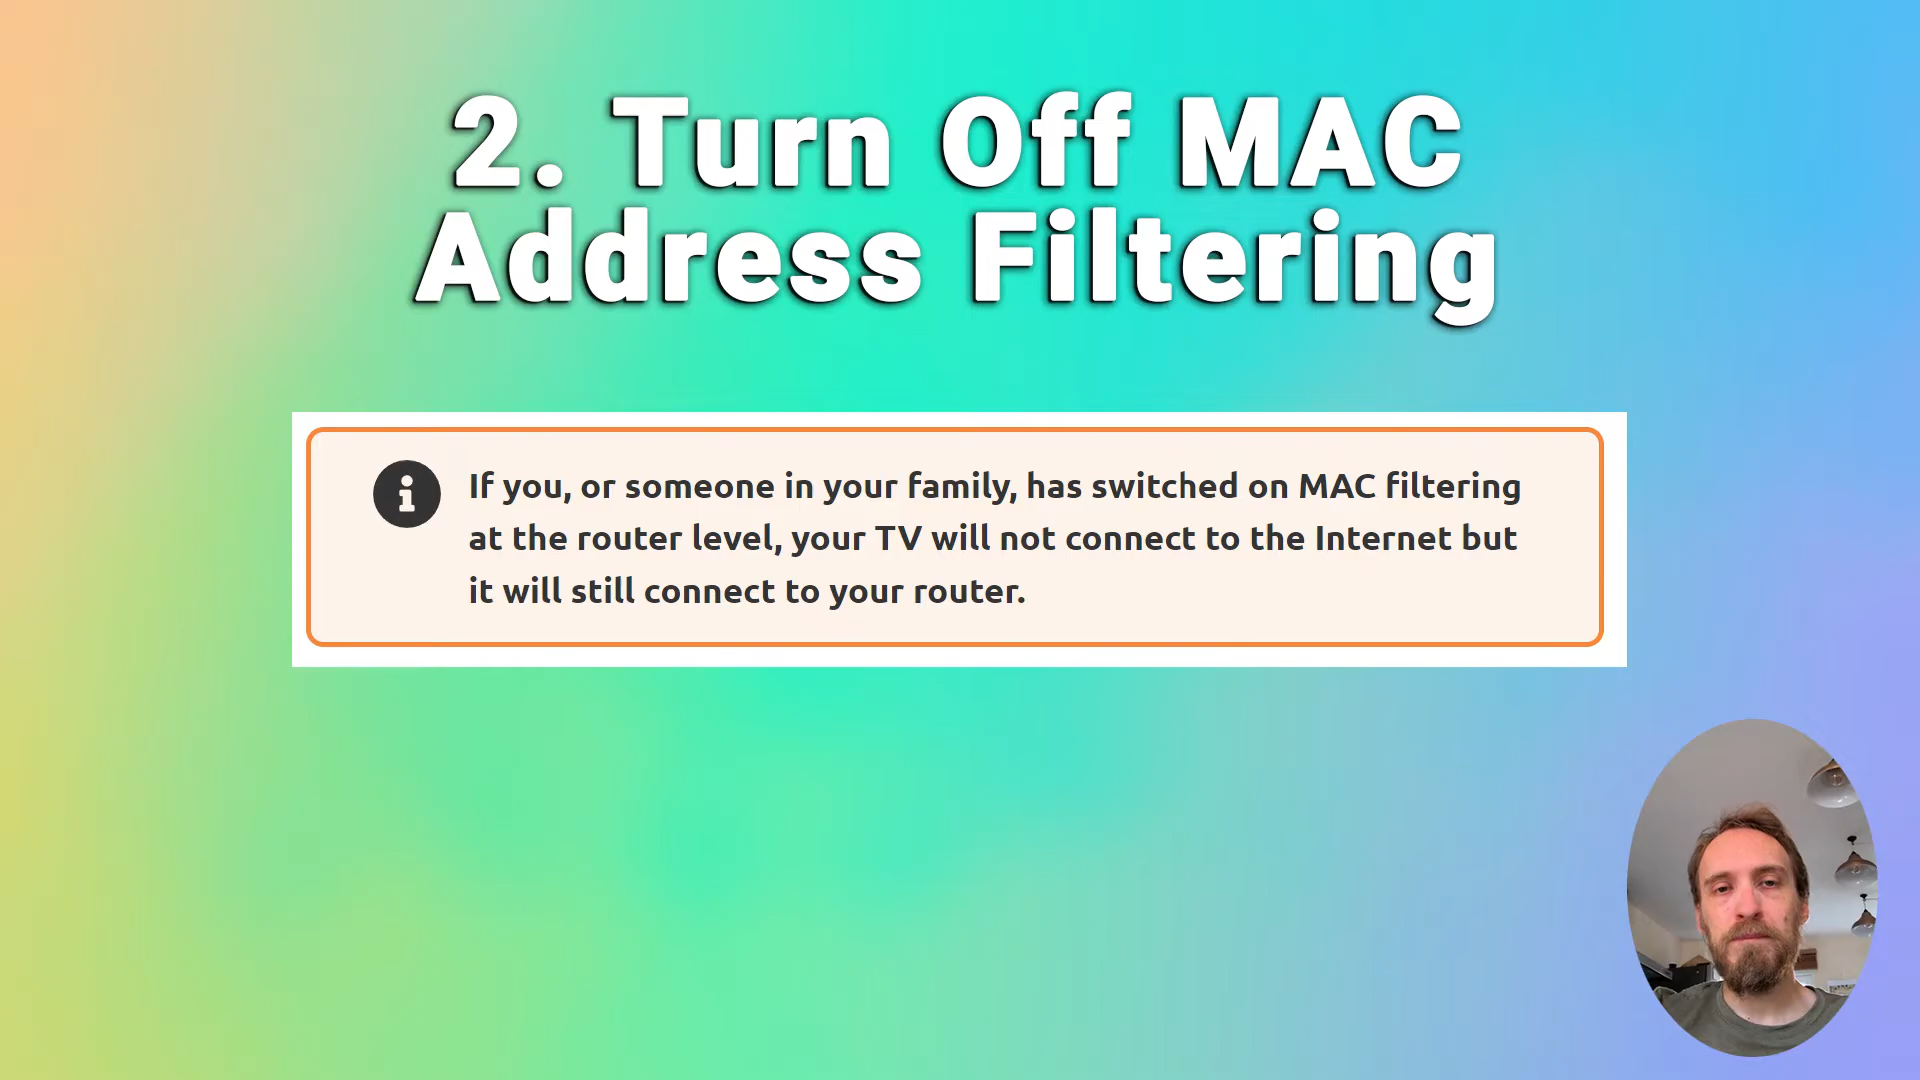 2. Turn Off MAC
Address Filtering
If you, or someone in your family, has switched on MAC filtering
at the router level, your TV will not connect to the Internet but
it will still connect to your router.